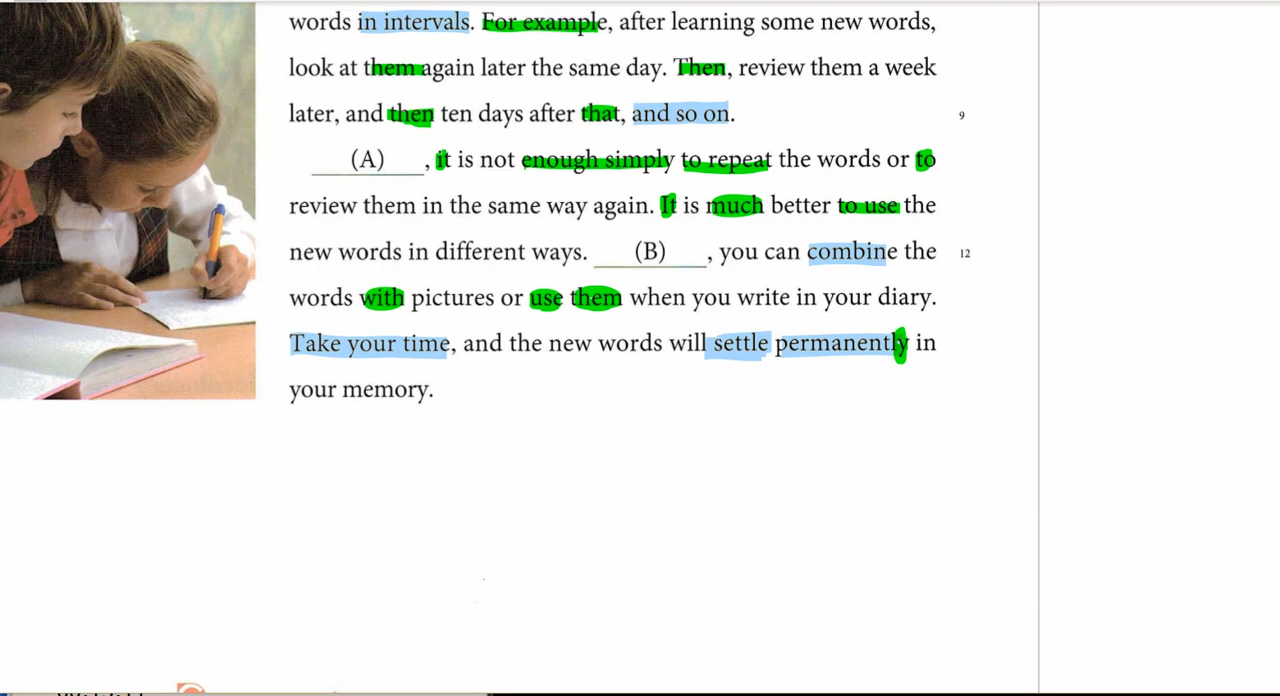 words in intervals. For example, after learning some new words,
look at them again later the same day. Then, review them a week
later, and then ten days after that, and so on.
9
(A) , it is not enough simply to repeat the words or to
review them in the same way again. It is much better to use the
new words in different ways. (B) , you can combine the
12
words with pictures or use them when you write in your diary.
Take your time, and the new words will settle permanently in
your memory.